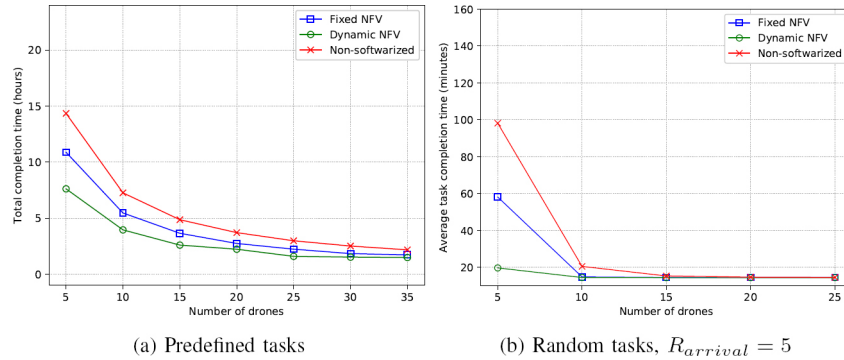 Fixed NFV
Dynamic NFV
Non-softwarized
Total completion time (hours)
20
15
10
5
0
5 10 15 20 25 30 35
Number of drones
(a) Predefined tasks
Fixed NFV
Dynamic NFV
Non-softwarized
Average task completion time (minutes)
160
140
120
100
80
60
40
20
5 10 15 20 25
Number of drones
(b) Random tasks, R_{arrival} = 5